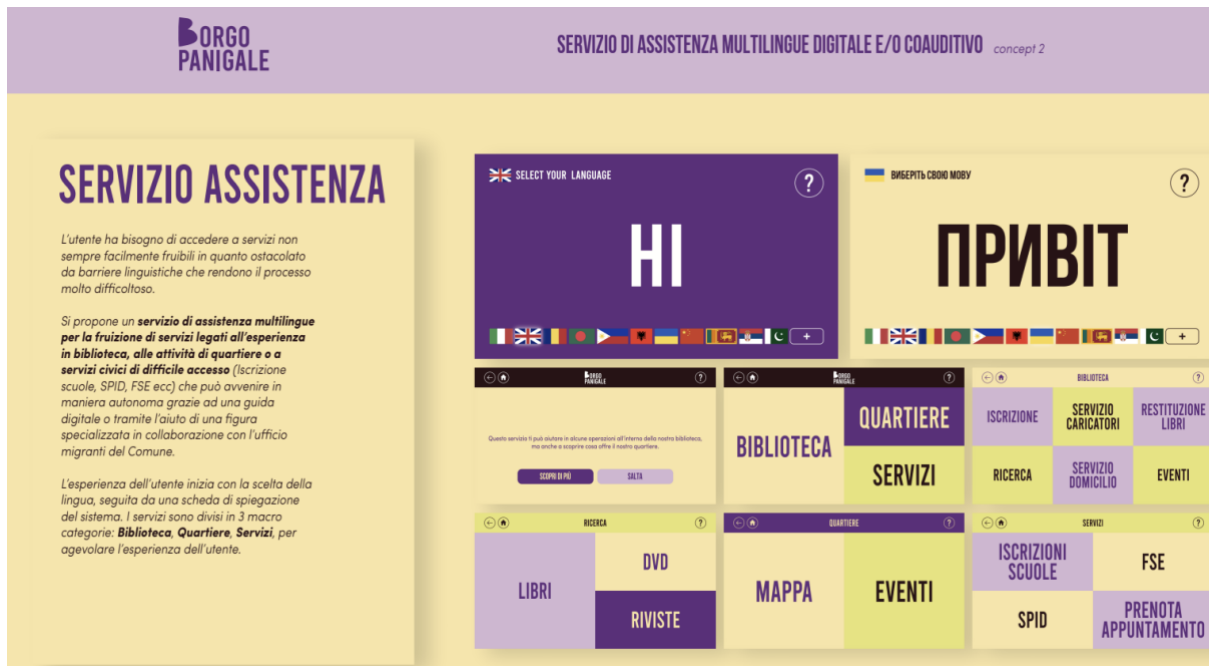 BORGO
PANIGALE
SERVIZIO DI ASSISTENZA MULTILINGUE DIGITALE E/O COAUDITIVO concept 2
SERVIZIO ASSISTENZA
L'utente ha bisogno di accedere a servizi non
sempre facilmente fruibili in quanto ostacolato
da barriere linguistiche che rendono il processo
molto difficoltoso.
Si propone un servizio di assistenza multilingue
per la fruizione di servizi legati all'esperienza
in biblioteca, alle attività di quartiere o a
servizi civici di difficile accesso (Iscrizione
scuole, SPID, FSE ecc) che può avvenire in
maniera autonoma grazie ad una guida
digitale o tramite l'aiuto di una figura
specializzata in collaborazione con l'ufficio
migranti del Comune.
L'esperienza dell'utente inizia con la scelta della
lingua, seguita da una scheda di spiegazione
del sistema. I servizi sono divisi in 3 macro
categorie: Biblioteca, Quartiere, Servizi, per
agevolare l'esperienza dell'utente.
SELECT YOUR LANGUAGE
?
HI
+
ВИБЕРІТЬ СВОЮ МОВУ
?
ПРИВІТ
+
BORGO
PANIGALE
?
Questo servizio ti può aiutare in alcune operazioni all'interno della nostra biblioteca,
ma anche a scoprire cosa offre il nostro quartiere.
SCOPRI DI PIÙ
SALTA
BORGO
PANIGALE
?
BIBLIOTECA
QUARTIERE
SERVIZI
BIBLIOTECA
?
ISCRIZIONE
SERVIZIO
CARICATORI
RESTITUZIONE
LIBRI
RICERCA
SERVIZIO
DOMICILIO
EVENTI
RICERCA
?
LIBRI
DVD
RIVISTE
QUARTIERE
?
MAPPA
EVENTI
SERVIZI
?
ISCRIZIONI
SCUOLE
FSE
SPID
PRENOTA
APPUNTAMENTO